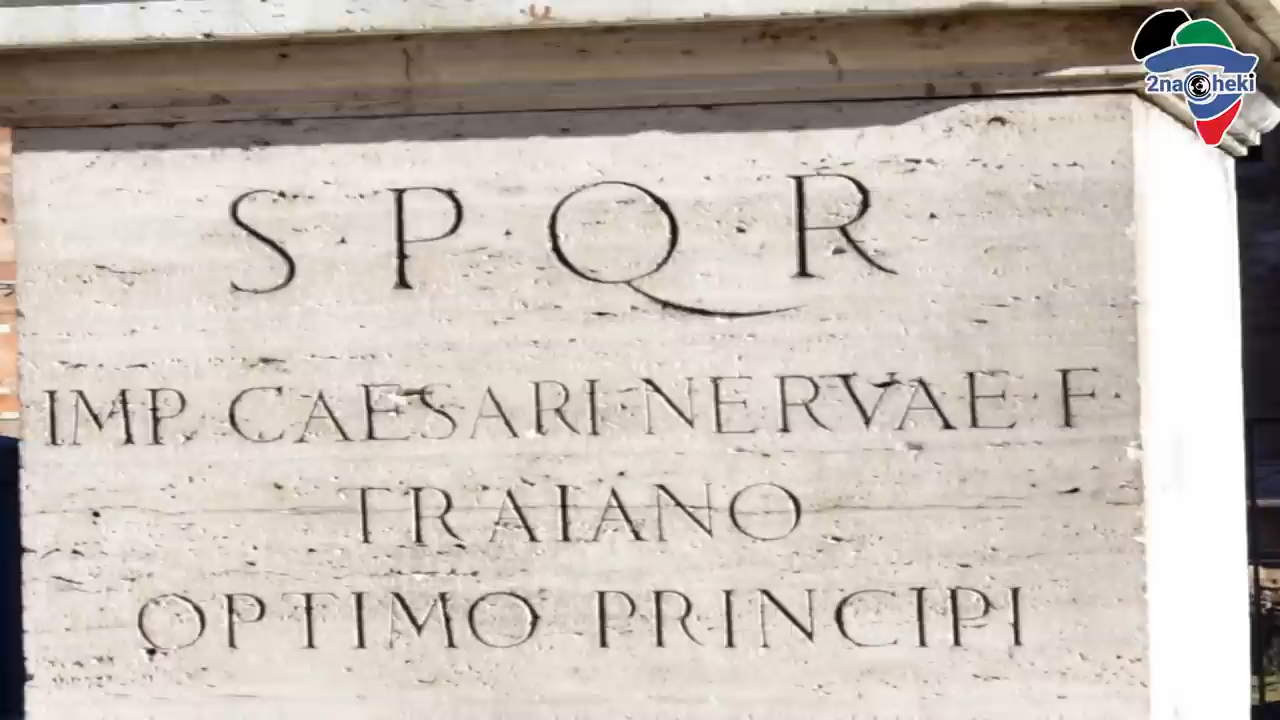 2nacheki
S·P·Q·R
IMP. CAESARI·NERVAE·F·
TRAIANO
OPTIMO PRINCIPI